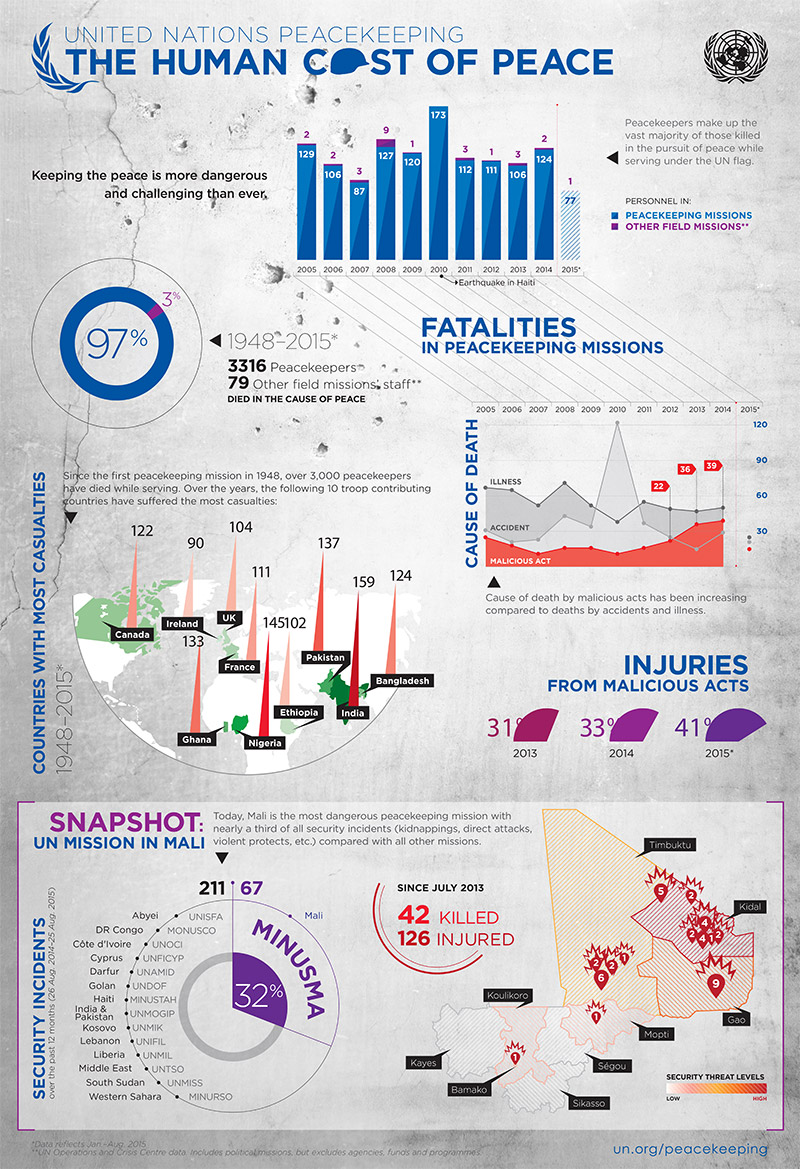 UNITED NATIONS PEACEKEEPING
THE HUMAN COST OF PEACE
Keeping the peace is more dangerous
and challenging than ever.
2
129
2
106
3
87
9
127
1
120
173
3
112
1
111
3
106
2
124
1
77
2005 2006 2007 2008 2009 2010 2011 2012 2013 2014 2015*
Earthquake in Haiti
Peacekeepers make up the
vast majority of those killed
in the pursuit of peace while
serving under the UN flag.
PERSONNEL IN:
PEACEKEEPING MISSIONS
OTHER FIELD MISSIONS**
97%
3%
1948–2015*
3316 Peacekeepers
79 Other field missions' staff**
DIED IN THE CAUSE OF PEACE
FATALITIES
IN PEACEKEEPING MISSIONS
2005 2006 2007 2008 2009 2010 2011 2012 2013 2014 2015*
CAUSE OF DEATH
120
90
60
30
ILLNESS
ACCIDENT
MALICIOUS ACT
22
36
39
Cause of death by malicious acts has been increasing
compared to deaths by accidents and illness.
COUNTRIES WITH MOST CASUALTIES
1948–2015*
Since the first peacekeeping mission in 1948, over 3,000 peacekeepers
have died while serving. Over the years, the following 10 troop contributing
countries have suffered the most casualties:
122
Canada
90
Ireland
104
UK
111
France
137
Pakistan
159
India
124
Bangladesh
133
Ghana
145
Nigeria
102
Ethiopia
INJURIES
FROM MALICIOUS ACTS
31%
2013
33%
2014
41%
2015*
SNAPSHOT:
UN MISSION IN MALI
Today, Mali is the most dangerous peacekeeping mission with
nearly a third of all security incidents (kidnappings, direct attacks,
violent protects, etc.) compared with all other missions.
SECURITY INCIDENTS
over the past 12 months (26 Aug. 2014–25 Aug. 2015)
211
67
Mali
MINUSMA
32%
Abyei UNISFA
DR Congo MONUSCO
Côte d'Ivoire UNOCI
Cyprus UNFICYP
Darfur UNAMID
Golan UNDOF
Haiti MINUSTAH
India &
Pakistan UNMOGIP
Kosovo UNMIK
Lebanon UNIFIL
Liberia UNMIL
Middle East UNTSO
South Sudan UNMISS
Western Sahara MINURSO
SINCE JULY 2013
42 KILLED
126 INJURED
Timbuktu
5
2
Kidal
4
2
4
1
2
2
2
1
6
9
Gao
Koulikoro
1
Mopti
Kayes
1
Ségou
Bamako
Sikasso
SECURITY THREAT LEVELS
LOW HIGH
*Data reflects Jan - Aug. 2015
**UN Operations and Crisis Centre data. Includes political missions, but excludes agencies, funds and programmes.
un.org/peacekeeping